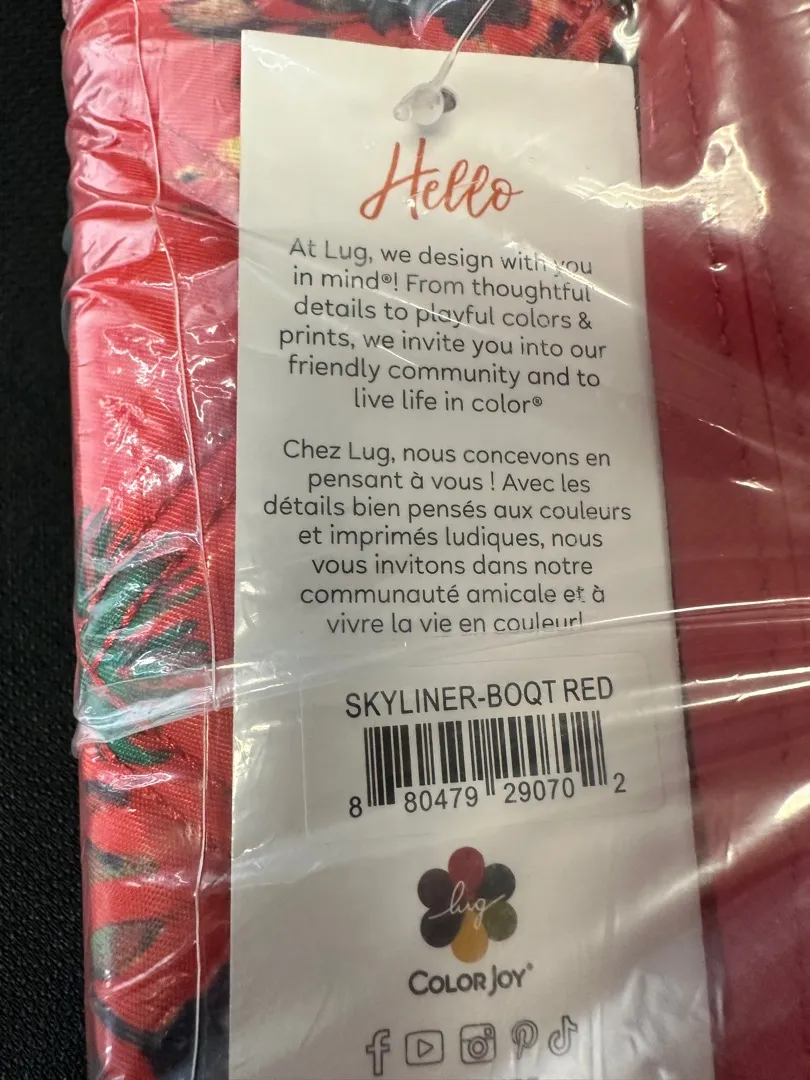 Hello
At Lug, we design with you
in mind®! From thoughtful
details to playful colors &
prints, we invite you into our
friendly community and to
live life in color®
Chez Lug, nous concevons en
pensant à vous ! Avec les
détails bien pensés aux couleurs
et imprimés ludiques, nous
vous invitons dans notre
communauté amicale et à
vivre la vie en couleur!
SKYLINER-BOQT RED
8 80479 29070 2
lug
COLOR JOY®